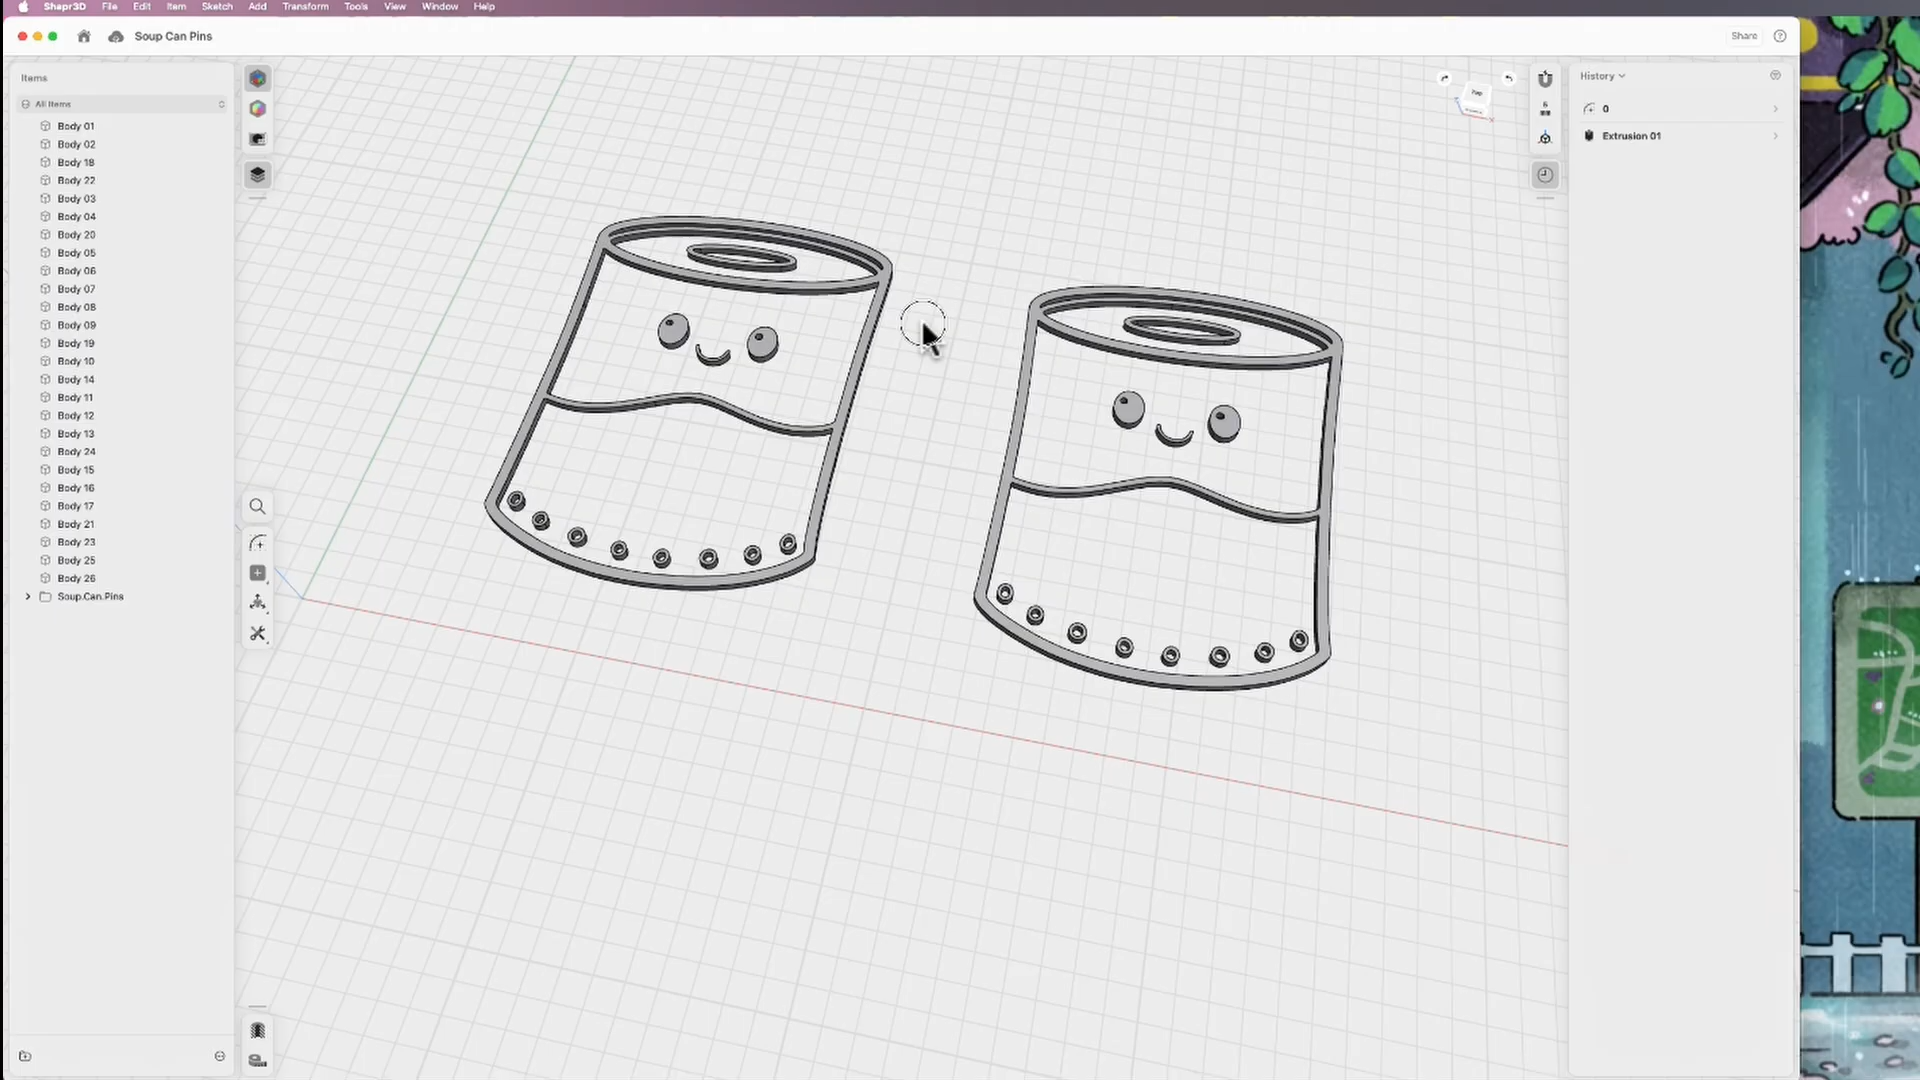 Shapr3D File Edit Item Sketch Add Transform Tools View Window Help
Soup Can Pins
Share
Items
All Items
Body 01
Body 02
Body 18
Body 22
Body 03
Body 04
Body 20
Body 05
Body 06
Body 07
Body 08
Body 09
Body 19
Body 10
Body 14
Body 11
Body 12
Body 13
Body 24
Body 15
Body 16
Body 17
Body 21
Body 23
Body 25
Body 26
Soup.Can.Pins
TOP
X
History
0
Extrusion 01